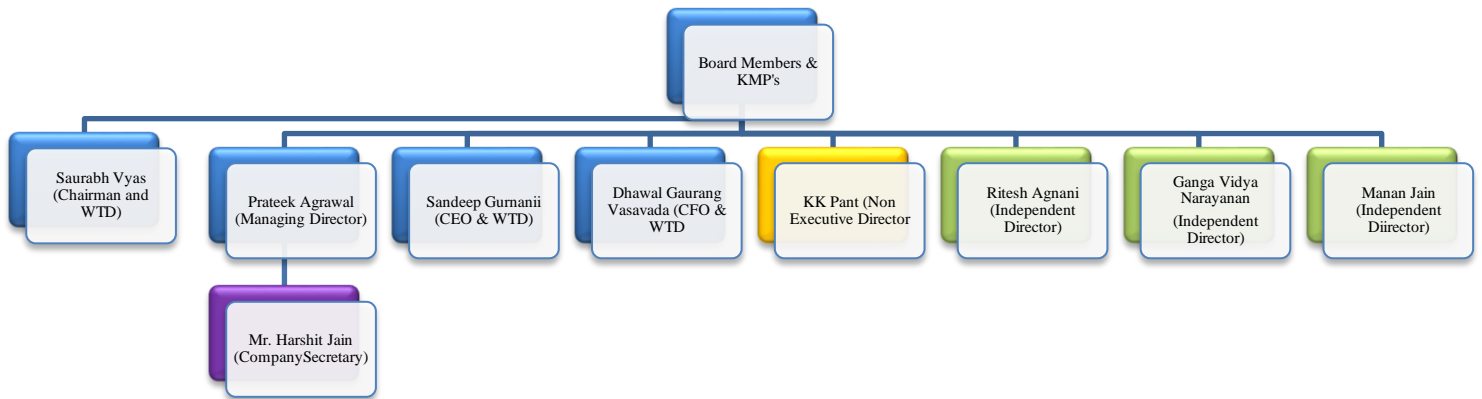 Board Members &
KMP's
Saurabh Vyas
(Chairman and
WTD)
Prateek Agrawal
(Managing Director)
Sandeep Gurnanii
(CEO & WTD)
Dhawal Gaurang
Vasavada (CFO &
WTD
KK Pant (Non
Executive Director
Ritesh Agnani
(Independent
Director)
Ganga Vidya
Narayanan
(Independent
Director)
Manan Jain
(Independent
Diirector)
Mr. Harshit Jain
(CompanySecretary)